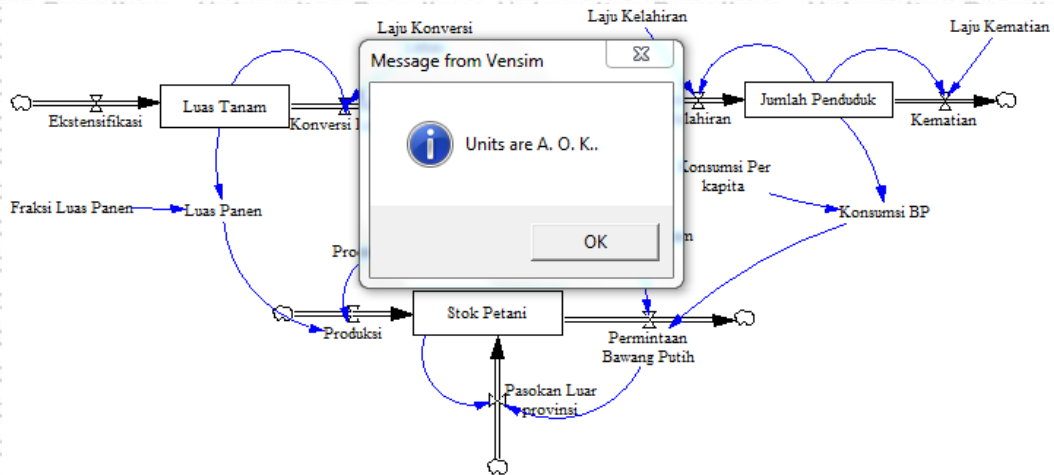 Laju Kelahiran
Laju Konversi
Laju Kematian
Message from Vensim
Units are A. O. K..
OK
Luas Tanam
Jumlah Penduduk
Ekstensifikasi
Konversi
Kematian
Konsumsi Per
kapita
Fraksi Luas Panen
Luas Panen
Konsumsi BP
Stok Petani
Produksi
Permintaan
Bawang Putih
Pasokan Luar
provinsi